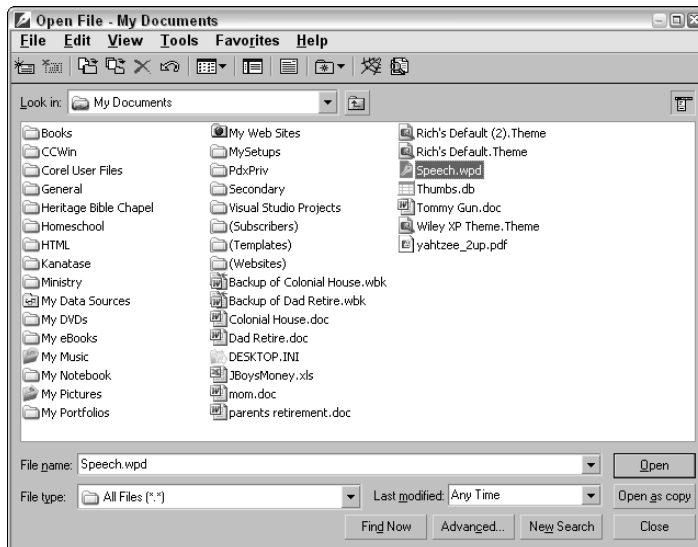 Open File - My Documents
File Edit View Tools Favorites Help
Look in: My Documents
Books
CCWin
Corel User Files
General
Heritage Bible Chapel
Homeschool
HTML
Kanatase
Ministry
My Data Sources
My DVDs
My eBooks
My Music
My Notebook
My Pictures
My Portfolios
My Web Sites
MySetups
PdxPriv
Secondary
Visual Studio Projects
(Subscribers)
(Templates)
(Websites)
Backup of Colonial House.wbk
Backup of Dad Retire.wbk
Colonial House.doc
Dad Retire.doc
DESKTOP.INI
JBoysMoney.xls
mom.doc
parents retirement.doc
Rich's Default (2).Theme
Rich's Default.Theme
Speech.wpd
Thumbs.db
Tommy Gun.doc
Wiley XP Theme.Theme
yahtzee_2up.pdf
File name: Speech.wpd Open
File type: All Files (*.*) Last modified: Any Time Open as copy
Find Now Advanced... New Search Close